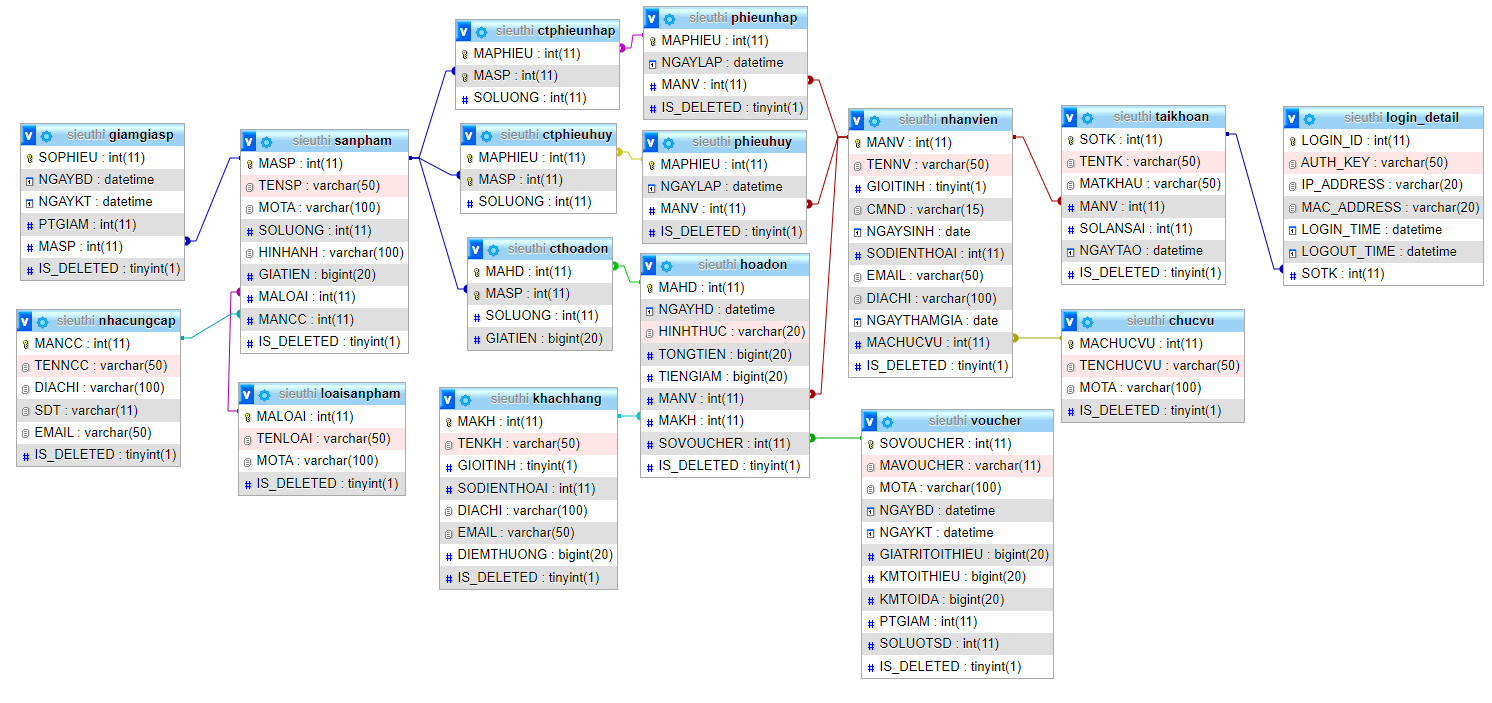 sieuthi giamgiasp
SOPHIEU : int(11)
NGAYBD : datetime
NGAYKT : datetime
PTGIAM : int(11)
MASP : int(11)
IS_DELETED : tinyint(1)
sieuthi nhacungcap
MANCC : int(11)
TENNCC : varchar(50)
DIACHI : varchar(100)
SDT : varchar(11)
EMAIL : varchar(50)
IS_DELETED : tinyint(1)
sieuthi sanpham
MASP : int(11)
TENSP : varchar(50)
MOTA : varchar(100)
SOLUONG : int(11)
HINHANH : varchar(100)
GIATIEN : bigint(20)
MALOAI : int(11)
MANCC : int(11)
IS_DELETED : tinyint(1)
sieuthi loaisanpham
MALOAI : int(11)
TENLOAI : varchar(50)
MOTA : varchar(100)
IS_DELETED : tinyint(1)
sieuthi ctphieunhap
MAPHIEU : int(11)
MASP : int(11)
SOLUONG : int(11)
sieuthi ctphieuhuy
MAPHIEU : int(11)
MASP : int(11)
SOLUONG : int(11)
sieuthi cthoadon
MAHD : int(11)
MASP : int(11)
SOLUONG : int(11)
GIATIEN : bigint(20)
sieuthi khachhang
MAKH : int(11)
TENKH : varchar(50)
GIOITINH : tinyint(1)
SODIENTHOAI : int(11)
DIACHI : varchar(100)
EMAIL : varchar(50)
DIEMTHUONG : bigint(20)
IS_DELETED : tinyint(1)
sieuthi phieunhap
MAPHIEU : int(11)
NGAYLAP : datetime
MANV : int(11)
IS_DELETED : tinyint(1)
sieuthi phieuhuy
MAPHIEU : int(11)
NGAYLAP : datetime
MANV : int(11)
IS_DELETED : tinyint(1)
sieuthi hoadon
MAHD : int(11)
NGAYHD : datetime
HINHTHUC : varchar(20)
TONGTIEN : bigint(20)
TIENGIAM : bigint(20)
MANV : int(11)
MAKH : int(11)
SOVOUCHER : int(11)
IS_DELETED : tinyint(1)
sieuthi nhanvien
MANV : int(11)
TENNV : varchar(50)
GIOITINH : tinyint(1)
CMND : varchar(15)
NGAYSINH : date
SODIENTHOAI : int(11)
EMAIL : varchar(50)
DIACHI : varchar(100)
NGAYTHAMGIA : date
MACHUCVU : int(11)
IS_DELETED : tinyint(1)
sieuthi voucher
SOVOUCHER : int(11)
MAVOUCHER : varchar(11)
MOTA : varchar(100)
NGAYBD : datetime
NGAYKT : datetime
GIATRITOITHIEU : bigint(20)
KMTOITHIEU : bigint(20)
KMTOIDA : bigint(20)
PTGIAM : int(11)
SOLUOTSD : int(11)
IS_DELETED : tinyint(1)
sieuthi taikhoan
SOTK : int(11)
TENTK : varchar(50)
MATKHAU : varchar(50)
MANV : int(11)
SOLANSAI : int(11)
NGAYTAO : datetime
IS_DELETED : tinyint(1)
sieuthi chucvu
MACHUCVU : int(11)
TENCHUCVU : varchar(50)
MOTA : varchar(100)
IS_DELETED : tinyint(1)
sieuthi login_detail
LOGIN_ID : int(11)
AUTH_KEY : varchar(50)
IP_ADDRESS : varchar(20)
MAC_ADDRESS : varchar(20)
LOGIN_TIME : datetime
LOGOUT_TIME : datetime
SOTK : int(11)